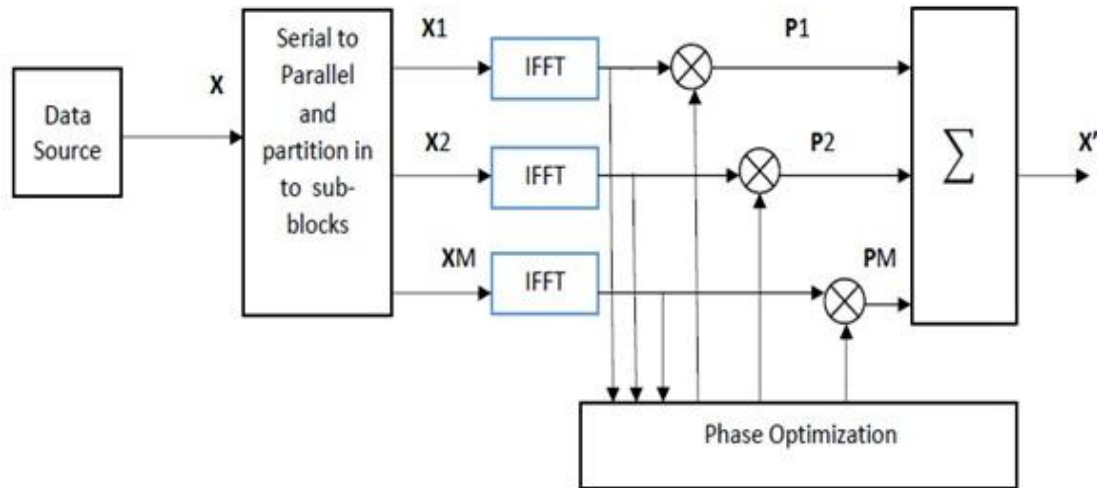 Data
Source
X
Serial to
Parallel
and
partition in
to sub-
blocks
X1
IFFT
P1
X2
IFFT
P2
XM
IFFT
PM
∑
X'
Phase Optimization